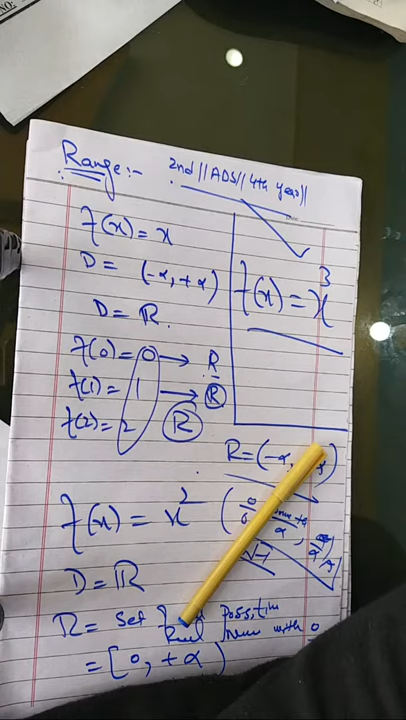 Range:- 2nd||ADS||4th year||
f(x) = x
D = (-∝, +∝)
D = ℝ.
f(0) = 0 → R
f(1) = 1 → R
f(2) = 2 R
f(x) = x³
R = (-∝,
f(x) = x²
D = ℝ
R = Set
Real with 0
= [0, +∝)